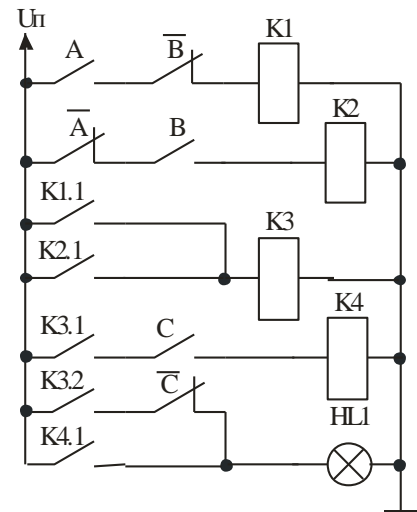 Uп
A B̅ K1
A̅ B K2
K1.1
K2.1 K3
K3.1 C K4
K3.2 C̅
K4.1 HL1